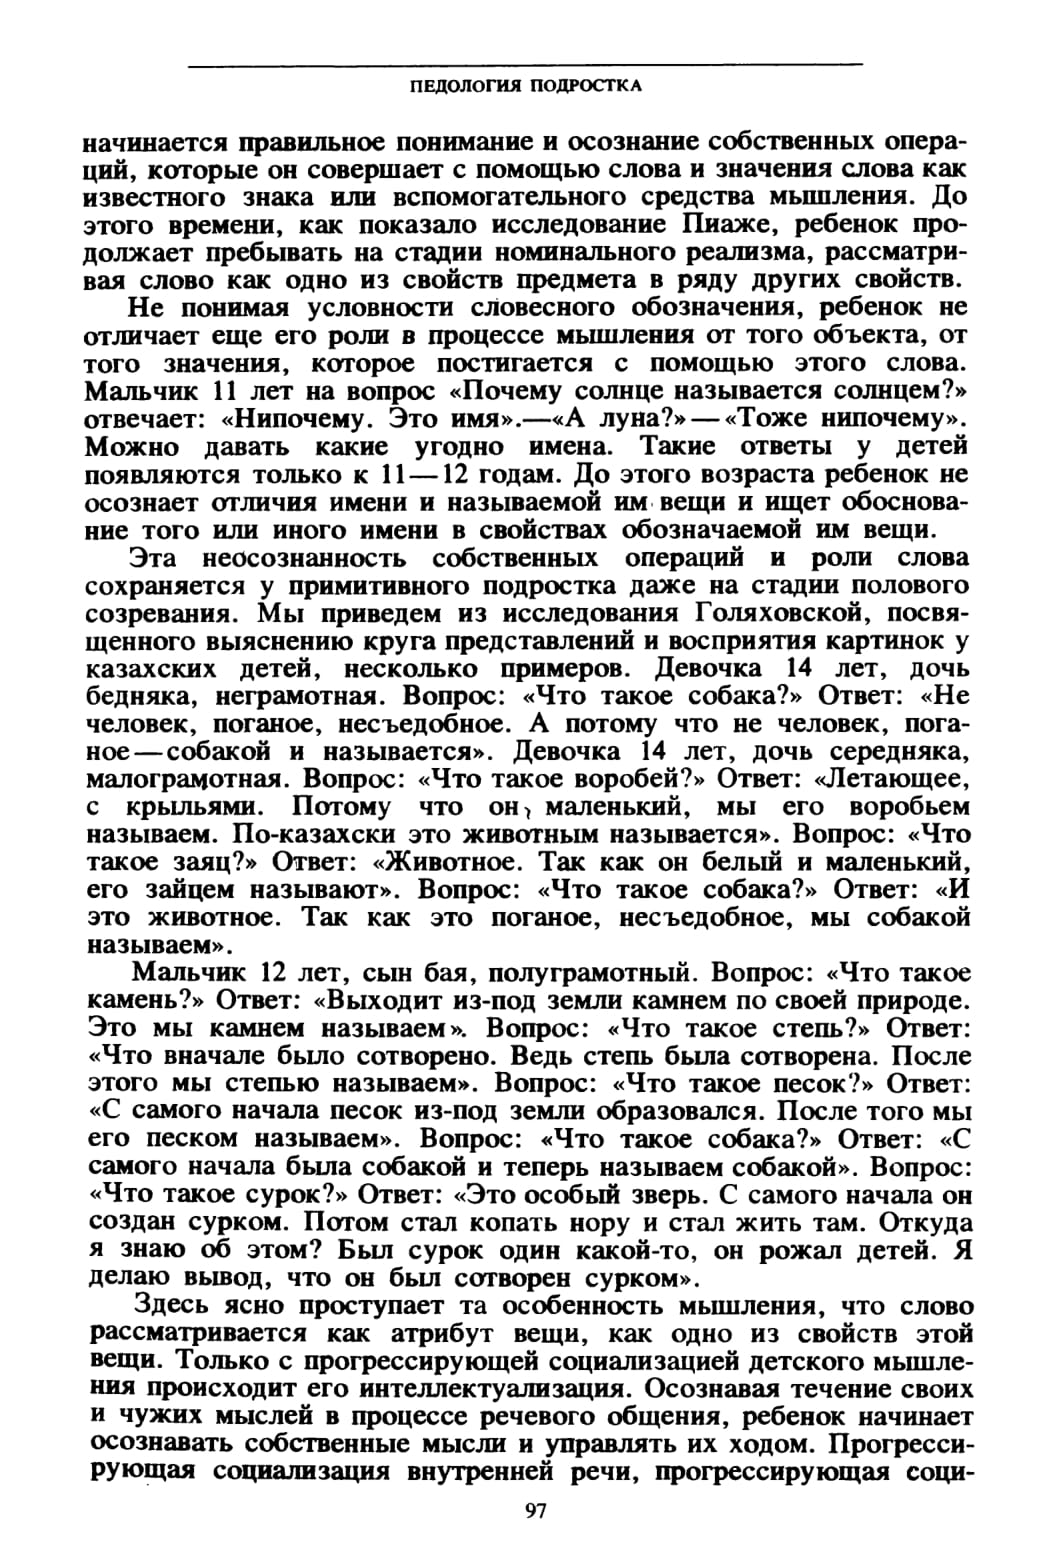 ПЕДОЛОГИЯ ПОДРОСТКА
начинается правильное понимание и осознание собственных опера-
ций, которые он совершает с помощью слова и значения слова как
известного знака или вспомогательного средства мышления. До
этого времени, как показало исследование Пиаже, ребенок про-
должает пребывать на стадии номинального реализма, рассматри-
вая слово как одно из свойств предмета в ряду других свойств.
Не понимая условности словесного обозначения, ребенок не
отличает еще его роли в процессе мышления от того объекта, от
того значения, которое постигается с помощью этого слова.
Мальчик 11 лет на вопрос «Почему солнце называется солнцем?»
отвечает: «Нипочему. Это имя».—«А луна?»—«Тоже нипочему».
Можно давать какие угодно имена. Такие ответы у детей
появляются только к 11—12 годам. До этого возраста ребенок не
осознает отличия имени и называемой им вещи и ищет обоснова-
ние того или иного имени в свойствах обозначаемой им вещи.
Эта неосознанность собственных операций и роли слова
сохраняется у примитивного подростка даже на стадии полового
созревания. Мы приведем из исследования Голяховской, посвя-
щенного выяснению круга представлений и восприятия картинок у
казахских детей, несколько примеров. Девочка 14 лет, дочь
бедняка, неграмотная. Вопрос: «Что такое собака?» Ответ: «Не
человек, поганое, несъедобное. А потому что не человек, пога-
ное—собакой и называется». Девочка 14 лет, дочь середняка,
малограмотная. Вопрос: «Что такое воробей?» Ответ: «Летающее,
с крыльями. Потому что он, маленький, мы его воробьем
называем. По-казахски это животным называется». Вопрос: «Что
такое заяц?» Ответ: «Животное. Так как он белый и маленький,
его зайцем называют». Вопрос: «Что такое собака?» Ответ: «И
это животное. Так как это поганое, несъедобное, мы собакой
называем».
Мальчик 12 лет, сын бая, полуграмотный. Вопрос: «Что такое
камень?» Ответ: «Выходит из-под земли камнем по своей природе.
Это мы камнем называем». Вопрос: «Что такое степь?» Ответ:
«Что вначале было сотворено. Ведь степь была сотворена. После
этого мы степью называем». Вопрос: «Что такое песок?» Ответ:
«С самого начала песок из-под земли образовался. После того мы
его песком называем». Вопрос: «Что такое собака?» Ответ: «С
самого начала была собакой и теперь называем собакой». Вопрос:
«Что такое сурок?» Ответ: «Это особый зверь. С самого начала он
создан сурком. Потом стал копать нору и стал жить там. Откуда
я знаю об этом? Был сурок один какой-то, он рожал детей. Я
делаю вывод, что он был сотворен сурком».
Здесь ясно проступает та особенность мышления, что слово
рассматривается как атрибут вещи, как одно из свойств этой
вещи. Только с прогрессирующей социализацией детского мышле-
ния происходит его интеллектуализация. Осознавая течение своих
и чужих мыслей в процессе речевого общения, ребенок начинает
осознавать собственные мысли и управлять их ходом. Прогресси-
рующая социализация внутренней речи, прогрессирующая соци-
97